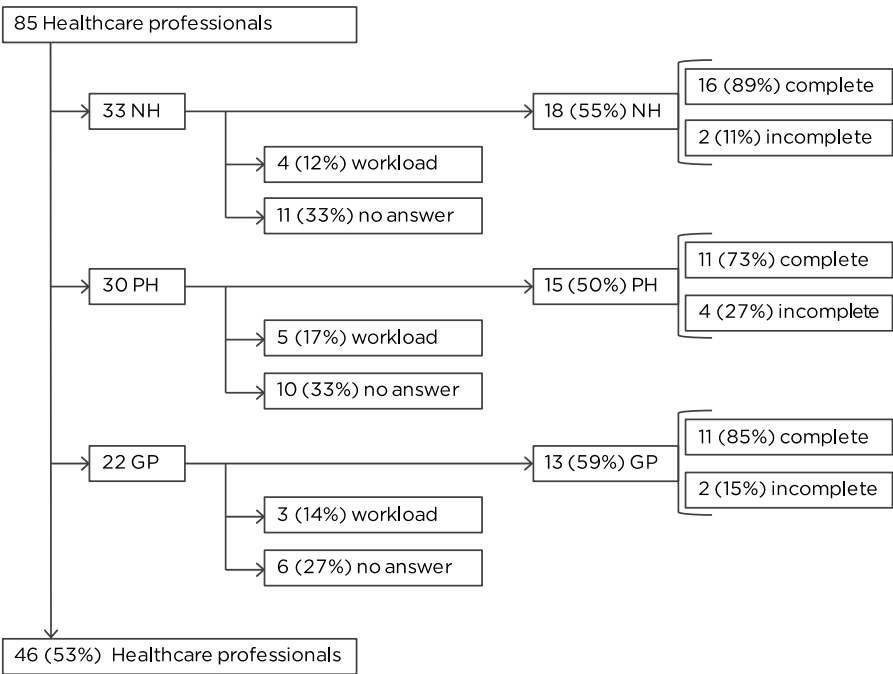 85 Healthcare professionals
33 NH
18 (55%) NH
16 (89%) complete
2 (11%) incomplete
4 (12%) workload
11 (33%) no answer
30 PH
15 (50%) PH
11 (73%) complete
4 (27%) incomplete
5 (17%) workload
10 (33%) no answer
22 GP
13 (59%) GP
11 (85%) complete
2 (15%) incomplete
3 (14%) workload
6 (27%) no answer
46 (53%) Healthcare professionals